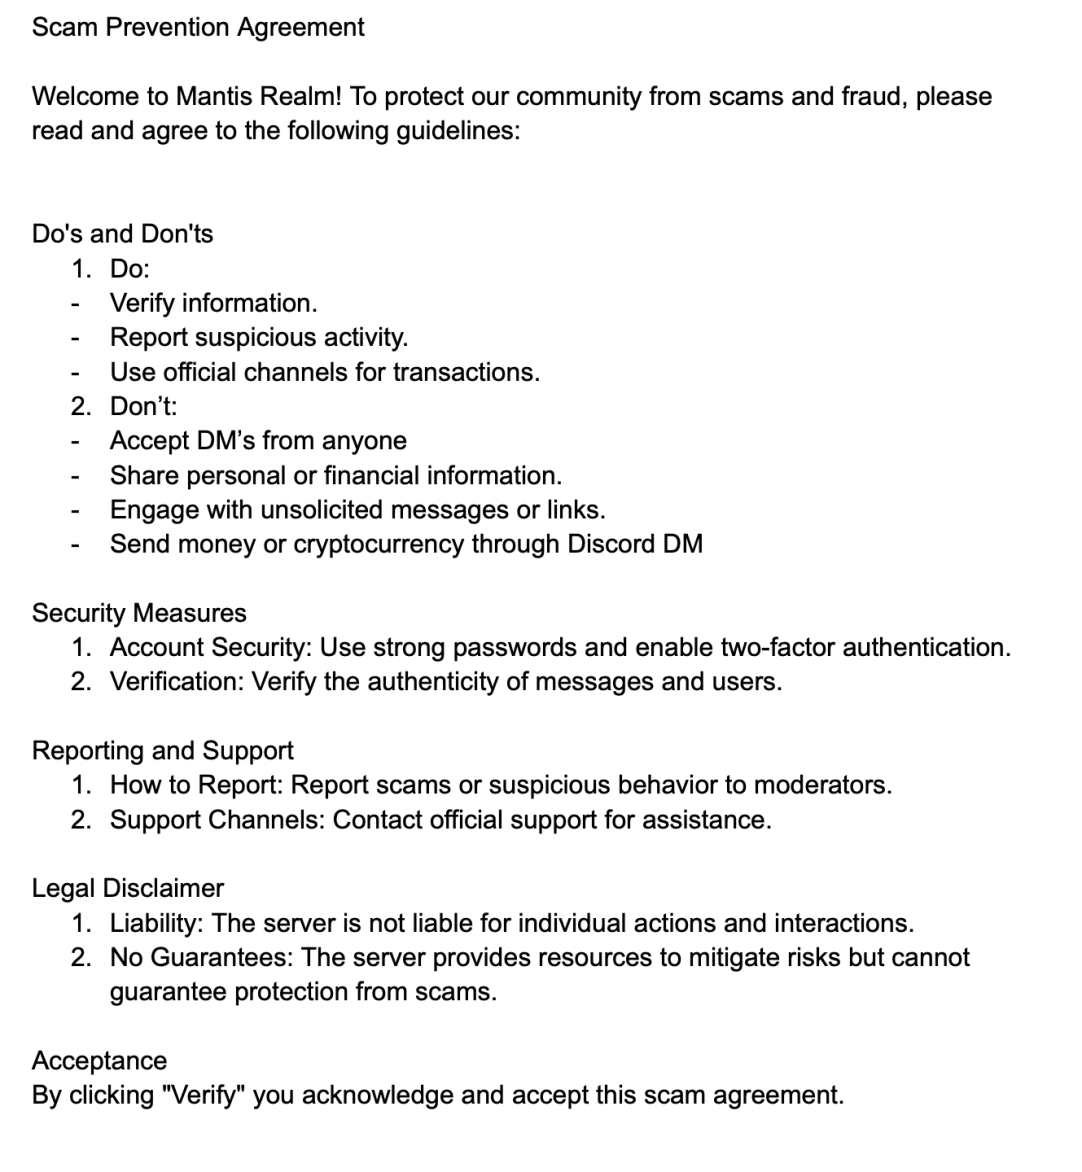 Scam Prevention Agreement
Welcome to Mantis Realm! To protect our community from scams and fraud, please
read and agree to the following guidelines:
Do's and Don'ts
1. Do:
- Verify information.
- Report suspicious activity.
- Use official channels for transactions.
2. Don’t:
- Accept DM’s from anyone
- Share personal or financial information.
- Engage with unsolicited messages or links.
- Send money or cryptocurrency through Discord DM
Security Measures
1. Account Security: Use strong passwords and enable two-factor authentication.
2. Verification: Verify the authenticity of messages and users.
Reporting and Support
1. How to Report: Report scams or suspicious behavior to moderators.
2. Support Channels: Contact official support for assistance.
Legal Disclaimer
1. Liability: The server is not liable for individual actions and interactions.
2. No Guarantees: The server provides resources to mitigate risks but cannot
guarantee protection from scams.
Acceptance
By clicking "Verify" you acknowledge and accept this scam agreement.